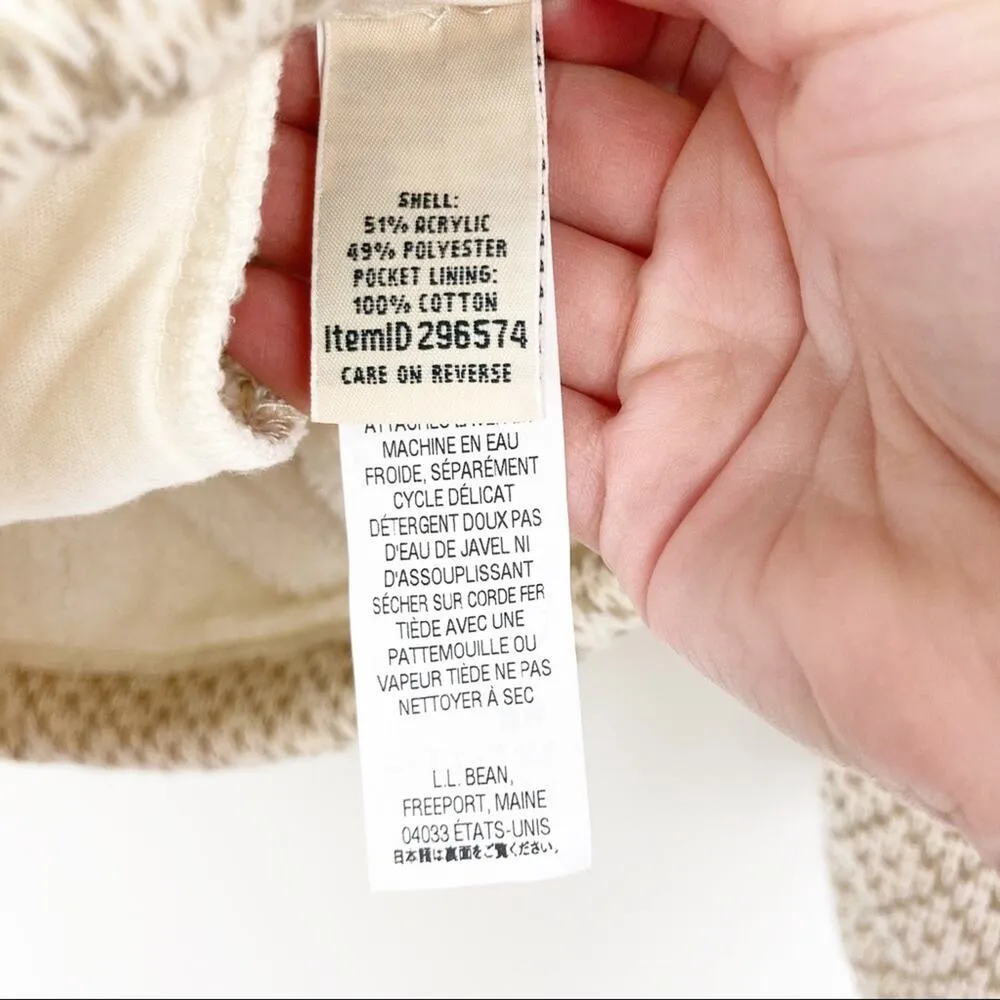 SHELL:
51% ACRYLIC
49% POLYESTER
POCKET LINING:
100% COTTON
ItemID 296574
CARE ON REVERSE
MACHINE EN EAU
FROIDE, SÉPARÉMENT
CYCLE DÉLICAT
DÉTERGENT DOUX PAS
D'EAU DE JAVEL NI
D'ASSOUPLISSANT
SÉCHER SUR CORDE FER
TIÈDE AVEC UNE
PATTEMOUILLE OU
VAPEUR TIÈDE NE PAS
NETTOYER À SEC
L.L. BEAN,
FREEPORT, MAINE
04033 ÉTATS-UNIS
日本語は裏面をご覧ください。